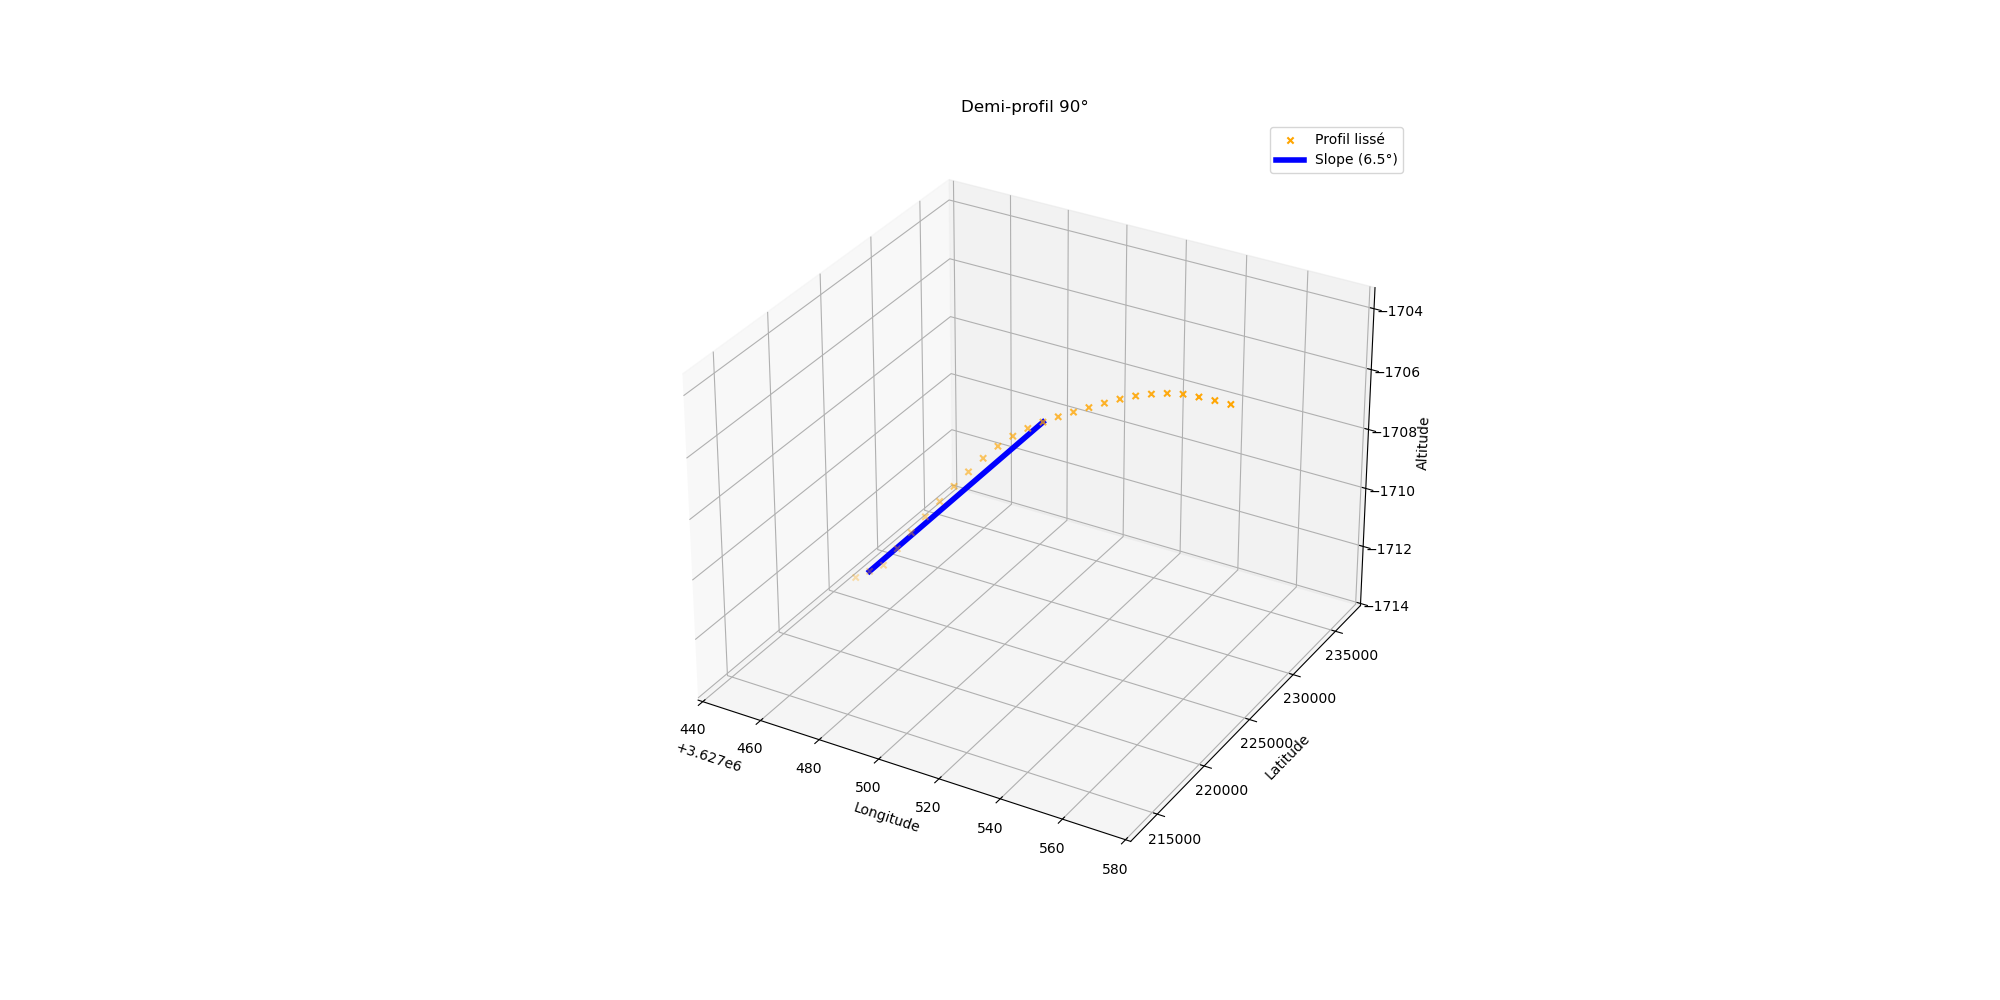 Demi-profil 90°
Profil lissé
Slope (6.5°)
−1704
−1706
−1708
−1710
−1712
−1714
Altitude
235000
230000
225000
220000
215000
Latitude
440
460
480
500
520
540
560
580
+3.627e6
Longitude